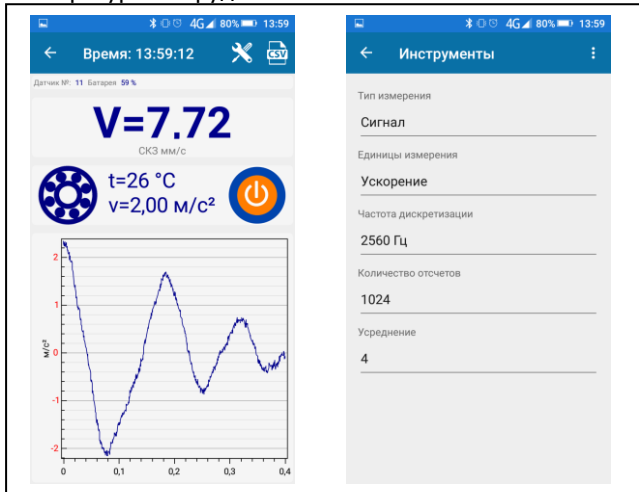 4G 80% 13:59
Время: 13:59:12
CSV
Датчик №: 11 Батарея 59 %
V=7.72
СКЗ мм/с
t=26 °C
v=2,00 м/с²
м/с²
2
1
0
-1
-2
0 0,1 0,2 0,3 0,4
4G 80% 13:59
Инструменты
Тип измерения
Сигнал
Единицы измерения
Ускорение
Частота дискретизации
2560 Гц
Количество отсчетов
1024
Усреднение
4